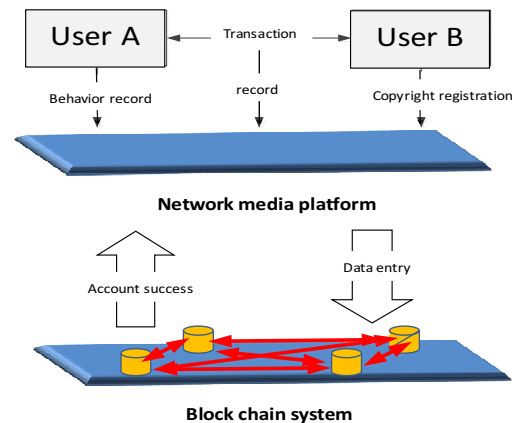 User A
Transaction
User B
Behavior record
record
Copyright registration
Network media platform
Account success
Data entry
Block chain system